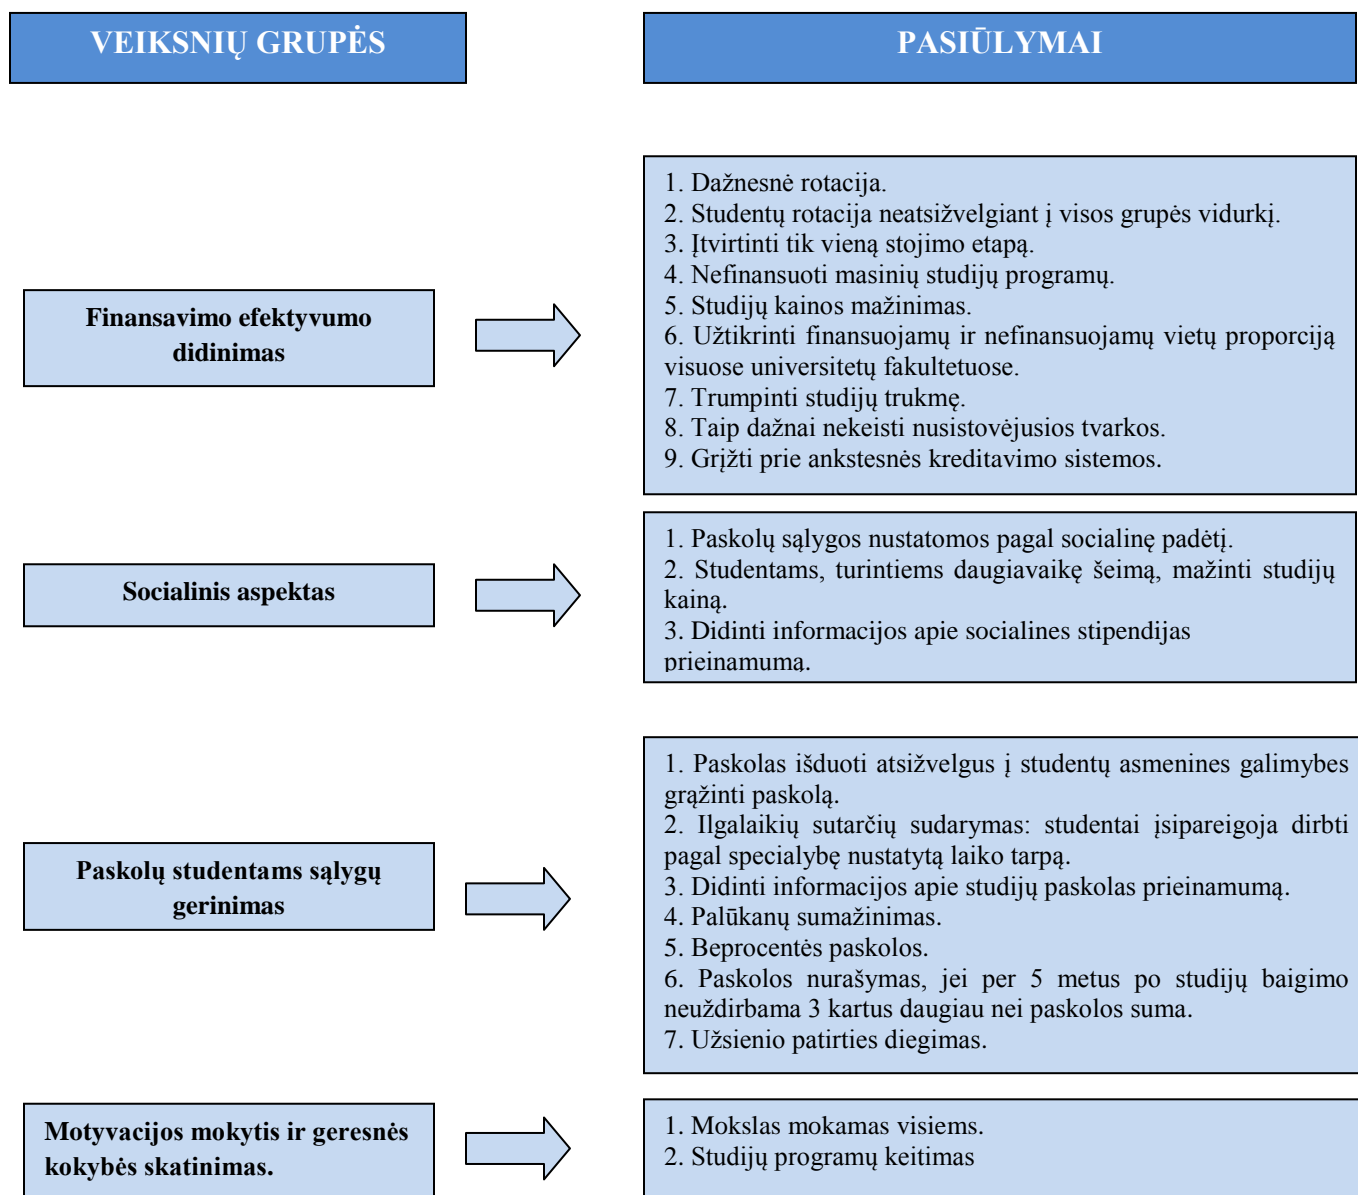 VEIKSNIŲ GRUPĖS
PASIŪLYMAI
Finansavimo efektyvumo
didinimas
1. Dažnesnė rotacija.
2. Studentų rotacija neatsižvelgiant į visos grupės vidurkį.
3. Įtvirtinti tik vieną stojimo etapą.
4. Nefinansuoti masinių studijų programų.
5. Studijų kainos mažinimas.
6. Užtikrinti finansuojamų ir nefinansuojamų vietų proporciją
visuose universitetų fakultetuose.
7. Trumpinti studijų trukmę.
8. Taip dažnai nekeisti nusistovėjusios tvarkos.
9. Grįžti prie ankstesnės kreditavimo sistemos.
Socialinis aspektas
1. Paskolų sąlygos nustatomos pagal socialinę padėtį.
2. Studentams, turintiems daugiavaikę šeimą, mažinti studijų
kainą.
3. Didinti informacijos apie socialines stipendijas
prieinamumą.
Paskolų studentams sąlygų
gerinimas
1. Paskolas išduoti atsižvelgus į studentų asmenines galimybes
grąžinti paskolą.
2. Ilgalaikių sutarčių sudarymas: studentai įsipareigoja dirbti
pagal specialybę nustatytą laiko tarpą.
3. Didinti informacijos apie studijų paskolas prieinamumą.
4. Palūkanų sumažinimas.
5. Beprocentės paskolos.
6. Paskolos nurašymas, jei per 5 metus po studijų baigimo
neuždirbama 3 kartus daugiau nei paskolos suma.
7. Užsienio patirties diegimas.
Motyvacijos mokytis ir geresnės
kokybės skatinimas.
1. Mokslas mokamas visiems.
2. Studijų programų keitimas